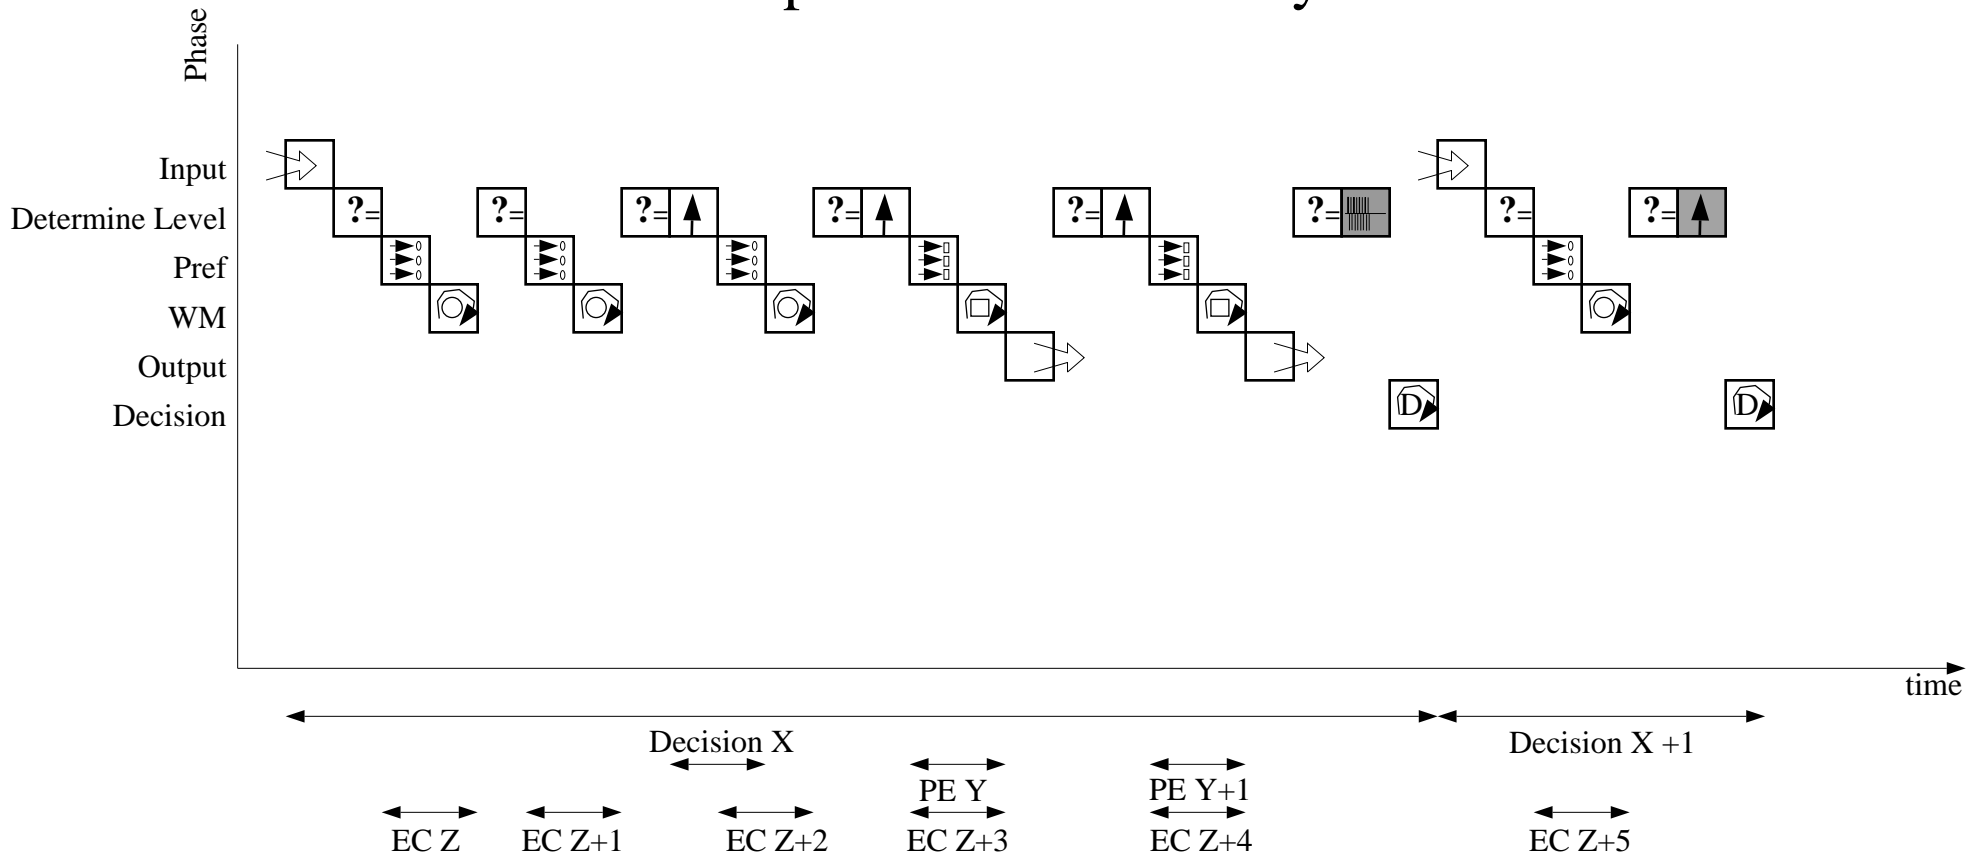 Phase
Input
Determine Level
Pref
WM
Output
Decision
?=
?=
?=
?=
?=
?=
?=
?=
D
D
time
Decision X
Decision X +1
PE Y
PE Y+1
EC Z
EC Z+1
EC Z+2
EC Z+3
EC Z+4
EC Z+5